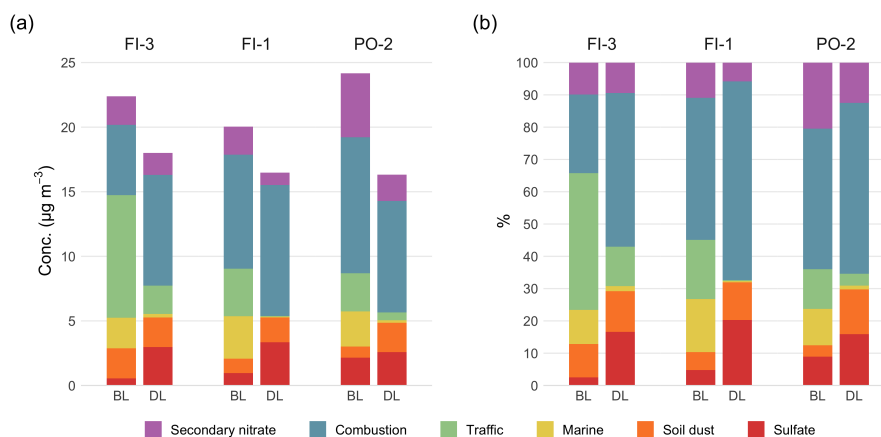 (a)
FI-3 FI-1 PO-2
Conc. (µg m⁻³)
25
20
15
10
5
0
BL DL BL DL BL DL
(b)
FI-3 FI-1 PO-2
%
100
90
80
70
60
50
40
30
20
10
0
BL DL BL DL BL DL
Secondary nitrate Combustion Traffic Marine Soil dust Sulfate